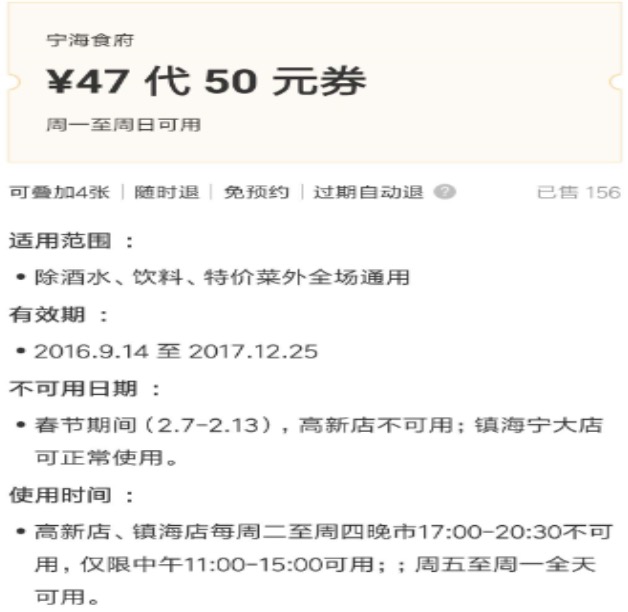 宁海食府
¥47 代 50 元券
周一至周日可用
可叠加4张 | 随时退 | 免预约 | 过期自动退 ? 已售 156
适用范围 ：
• 除酒水、饮料、特价菜外全场通用
有效期 ：
• 2016.9.14 至 2017.12.25
不可用日期 ：
• 春节期间（2.7-2.13），高新店不可用；镇海宁大店
可正常使用。
使用时间 ：
• 高新店、镇海店每周二至周四晚市17:00-20:30不可
用，仅限中午11:00-15:00可用；；周五至周一全天
可用。